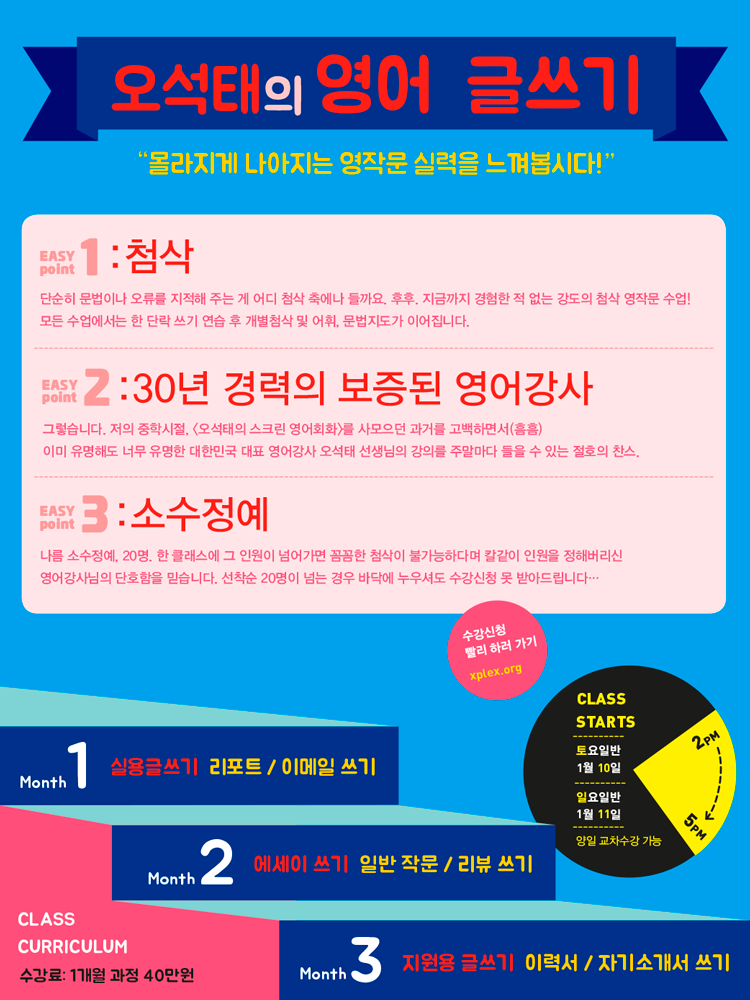 오석태의 영어 글쓰기
“몰라지게 나아지는 영작문 실력을 느껴봅시다!”
EASY point 1 : 첨삭
단순히 문법이나 오류를 지적해 주는 게 어디 첨삭 축에나 들까요. 후후. 지금까지 경험한 적 없는 강도의 첨삭 영작문 수업!
모든 수업에서는 한 단락 쓰기 연습 후 개별첨삭 및 어휘, 문법지도가 이어집니다.
EASY point 2 : 30년 경력의 보증된 영어강사
그렇습니다. 저의 중학시절, <오석태의 스크린 영어회화>를 사모으던 과거를 고백하면서(흠흠)
이미 유명해도 너무 유명한 대한민국 대표 영어강사 오석태 선생님의 강의를 주말마다 들을 수 있는 절호의 찬스.
EASY point 3 : 소수정예
나름 소수정예, 20명. 한 클래스에 그 인원이 넘어가면 꼼꼼한 첨삭이 불가능하다며 칼같이 인원을 정해버리신
영어강사님의 단호함을 믿습니다. 선착순 20명이 넘는 경우 바닥에 누우셔도 수강신청 못 받아드립니다…
수강신청
빨리 하러 가기
xplex.org
CLASS
STARTS
토요일반
1월 10일
일요일반
1월 11일
양일 교차수강 가능
2PM
5PM
Month 1 실용글쓰기 리포트 / 이메일 쓰기
Month 2 에세이 쓰기 일반 작문 / 리뷰 쓰기
Month 3 지원용 글쓰기 이력서 / 자기소개서 쓰기
CLASS
CURRICULUM
수강료: 1개월 과정 40만원